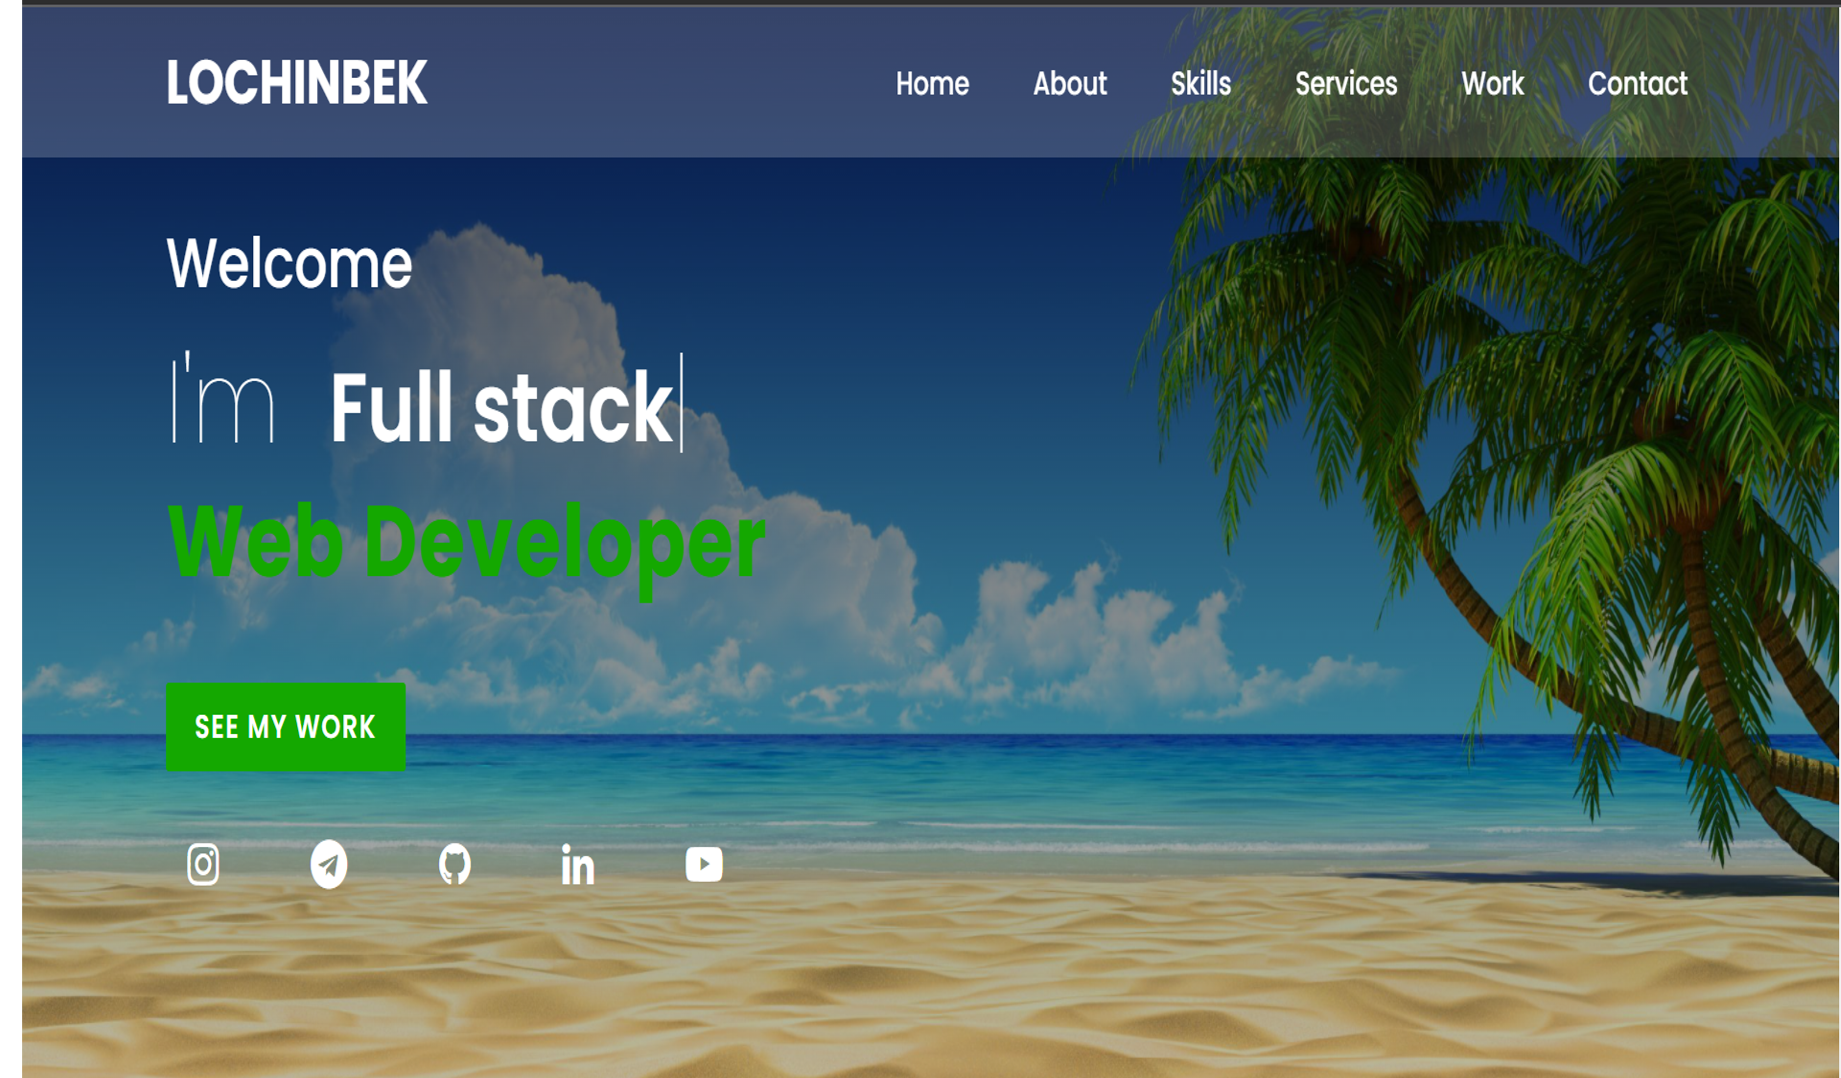 LOCHINBEK
Home About Skills Services Work Contact
Welcome
I'm Full stack
Web Developer
SEE MY WORK
in